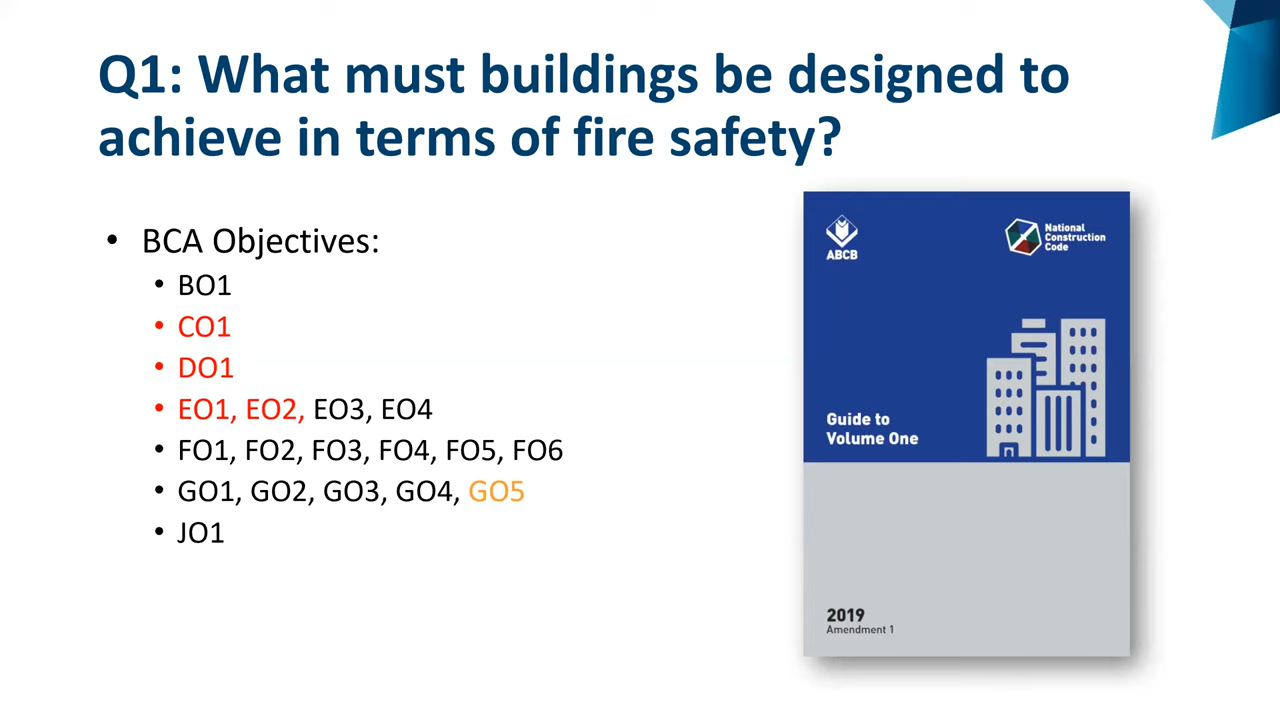 Q1: What must buildings be designed to
achieve in terms of fire safety?
• BCA Objectives:
• BO1
• CO1
• DO1
• EO1, EO2, EO3, EO4
• FO1, FO2, FO3, FO4, FO5, FO6
• GO1, GO2, GO3, GO4, GO5
• JO1
ABCB
National
Construction
Code
Guide to
Volume One
2019
Amendment 1